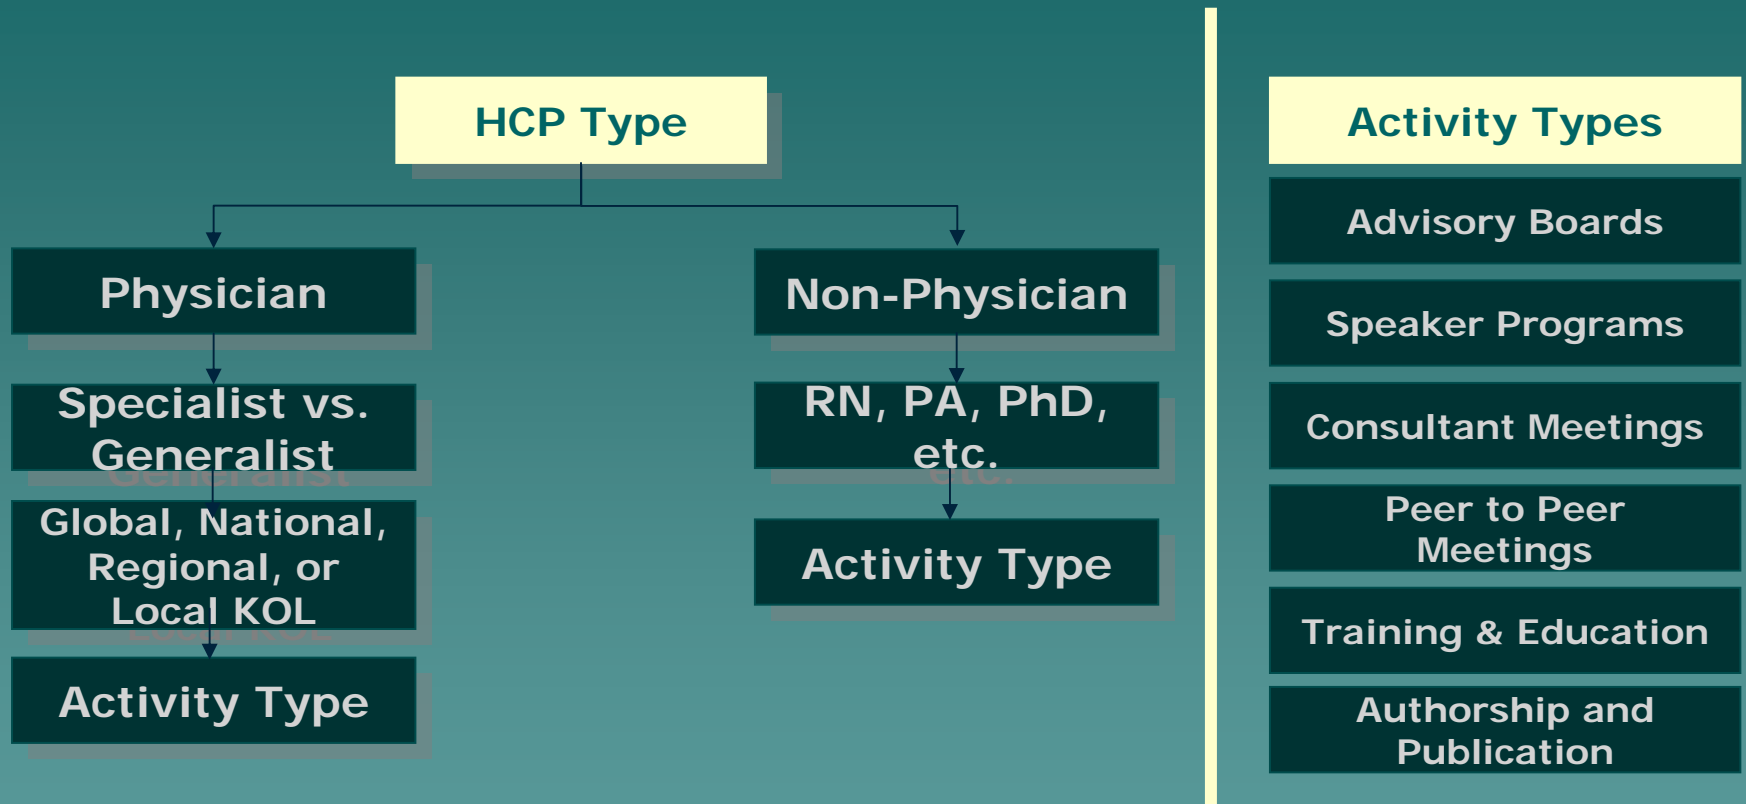 HCP Type
Physician
Specialist vs.
Generalist
Global, National,
Regional, or
Local KOL
Activity Type
Non-Physician
RN, PA, PhD,
etc.
Activity Type
Activity Types
Advisory Boards
Speaker Programs
Consultant Meetings
Peer to Peer
Meetings
Training & Education
Authorship and
Publication